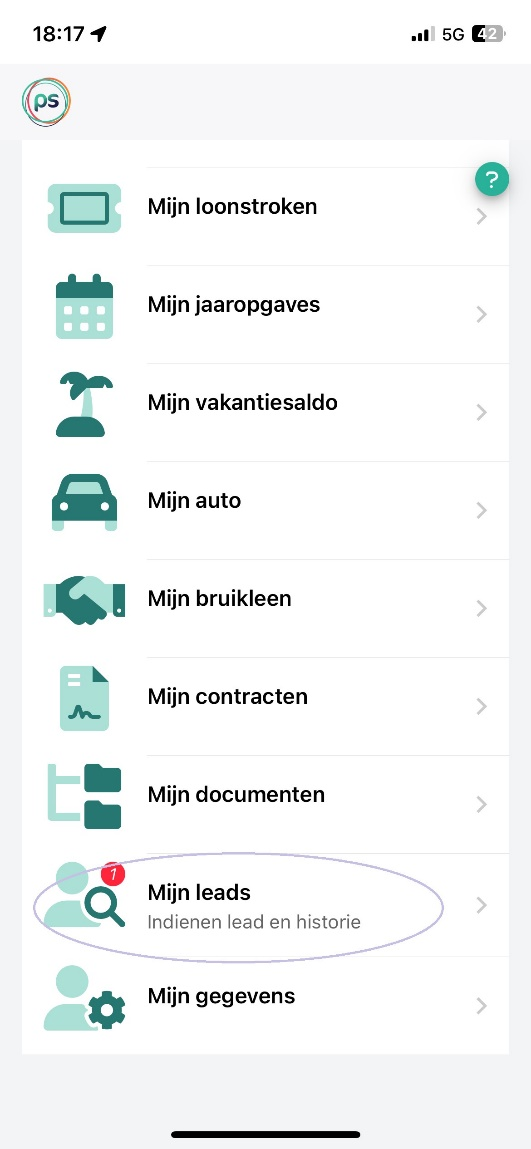 18:17
5G
42
ps
?
Mijn loonstroken
Mijn jaaropgaves
Mijn vakantiesaldo
Mijn auto
Mijn bruikleen
Mijn contracten
Mijn documenten
1
Mijn leads
Indienen lead en historie
Mijn gegevens